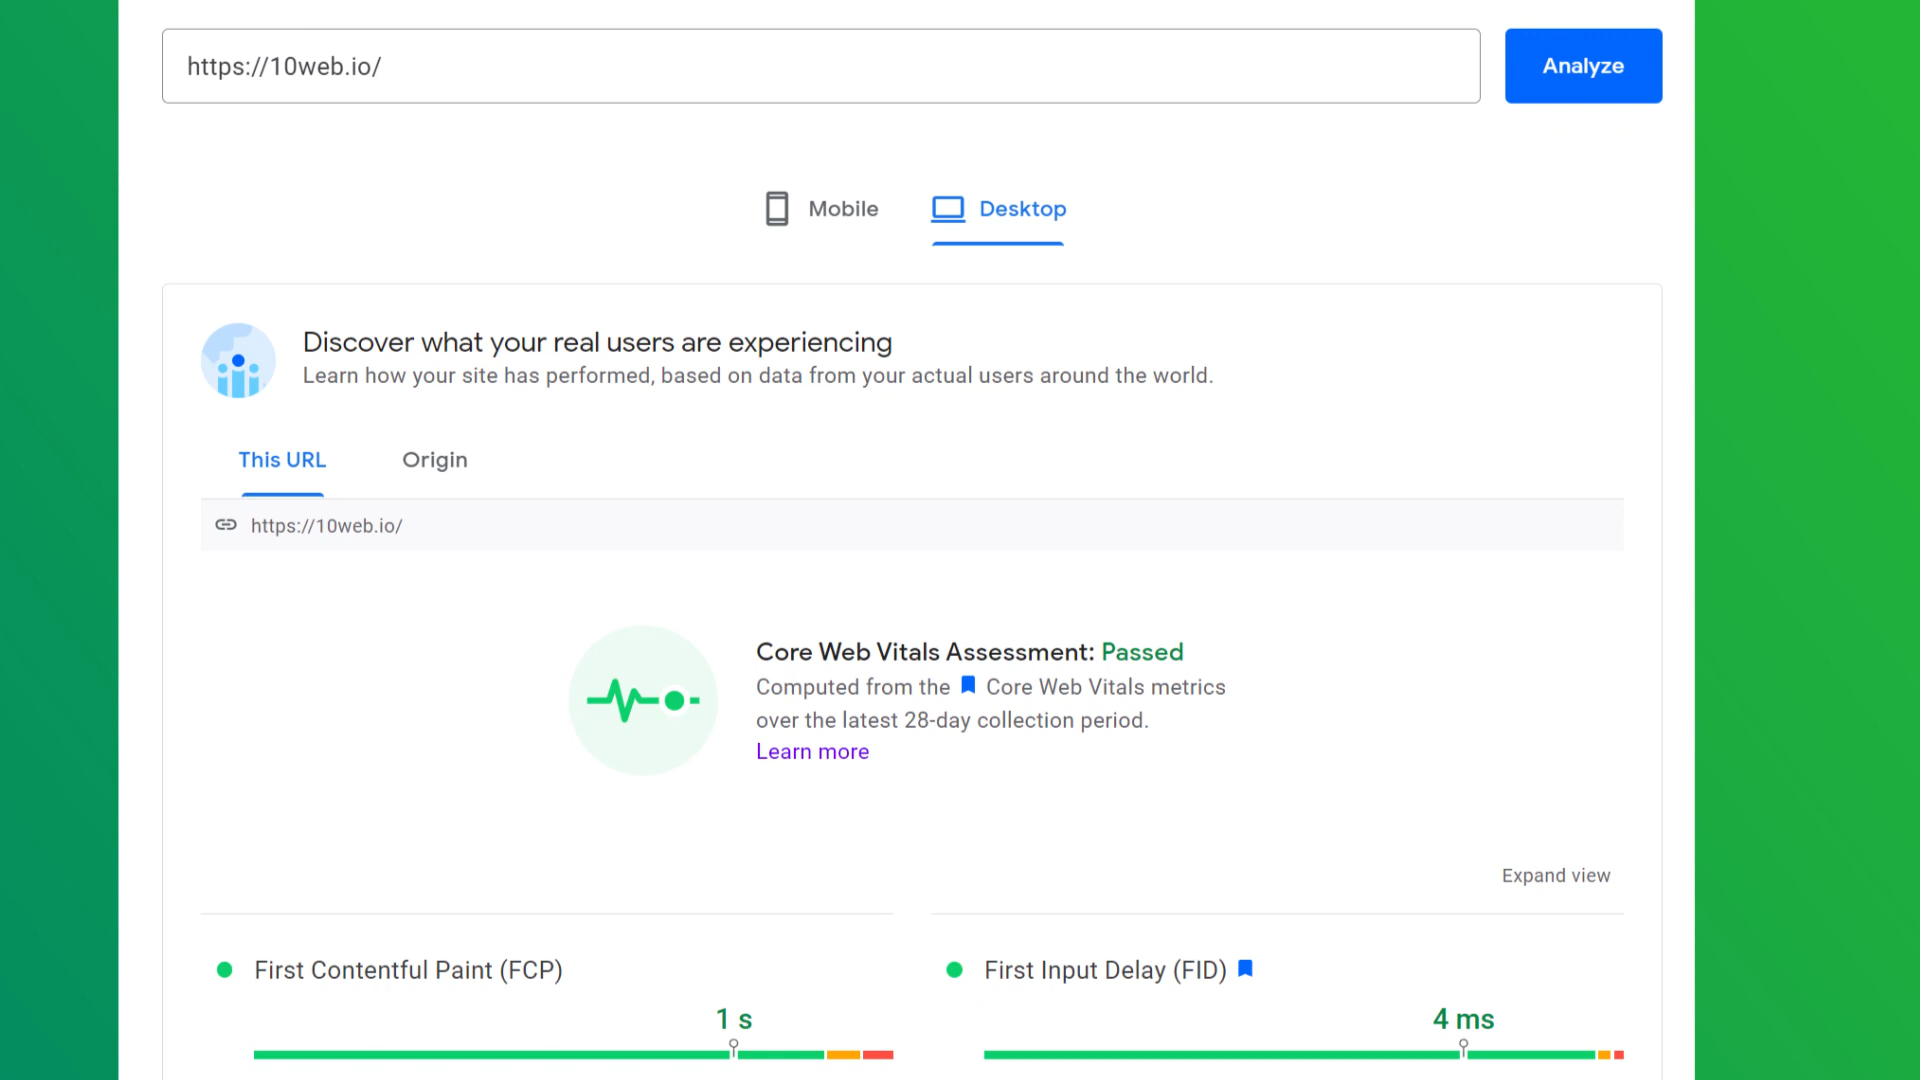 https://10web.io/
Analyze
Mobile
Desktop
Discover what your real users are experiencing
Learn how your site has performed, based on data from your actual users around the world.
This URL
Origin
https://10web.io/
Core Web Vitals Assessment: Passed
Computed from the Core Web Vitals metrics
over the latest 28-day collection period.
Learn more
Expand view
First Contentful Paint (FCP)
1 s
First Input Delay (FID)
4 ms